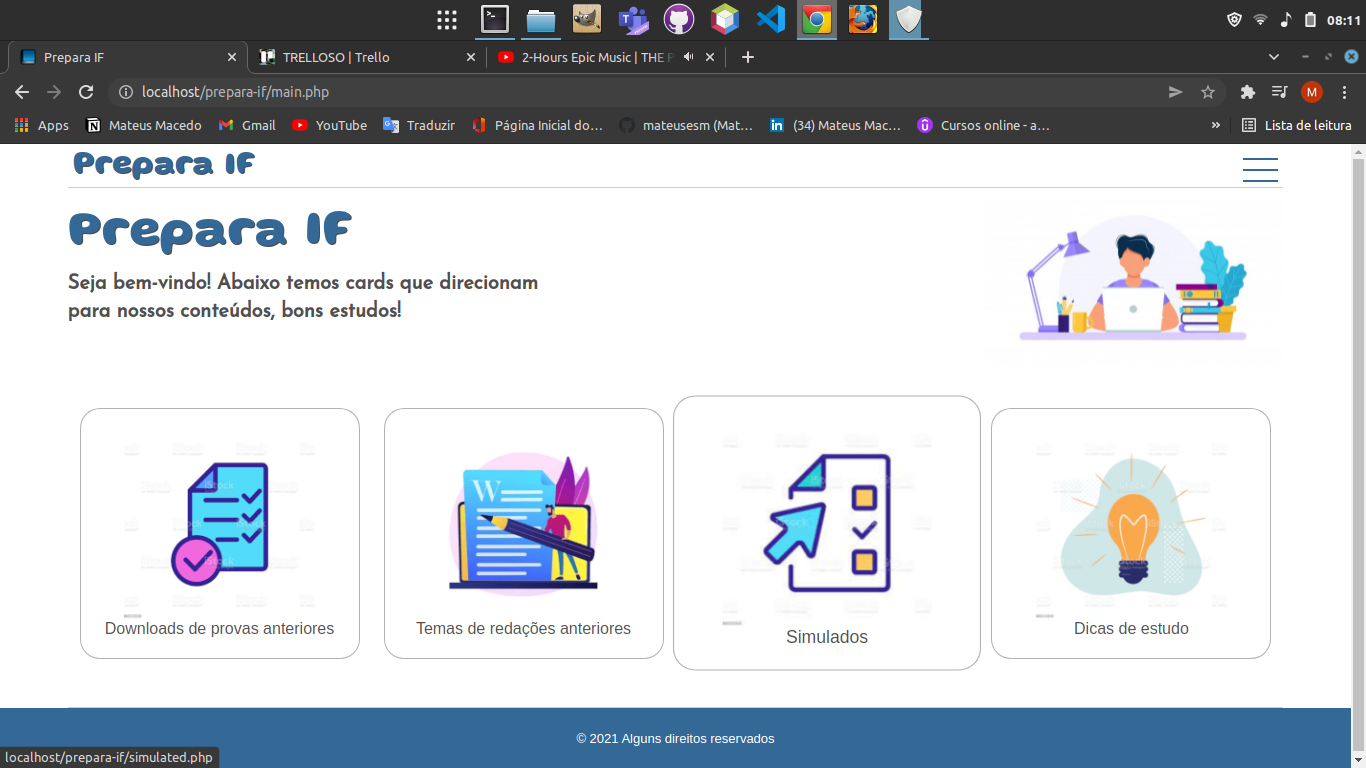 08:11
Prepara IF
TRELLOSO | Trello
2-Hours Epic Music | THE P
localhost/prepara-if/main.php
M
Apps
Mateus Macedo
Gmail
YouTube
Traduzir
Página Inicial do...
mateusesm (Mat...
(34) Mateus Mac...
Cursos online - a...
»
Lista de leitura
Prepara IF
Prepara IF
Seja bem-vindo! Abaixo temos cards que direcionam
para nossos conteúdos, bons estudos!
W
iStock
iStock
iStock
Downloads de provas anteriores
Temas de redações anteriores
Simulados
Dicas de estudo
© 2021 Alguns direitos reservados
localhost/prepara-if/simulated.php